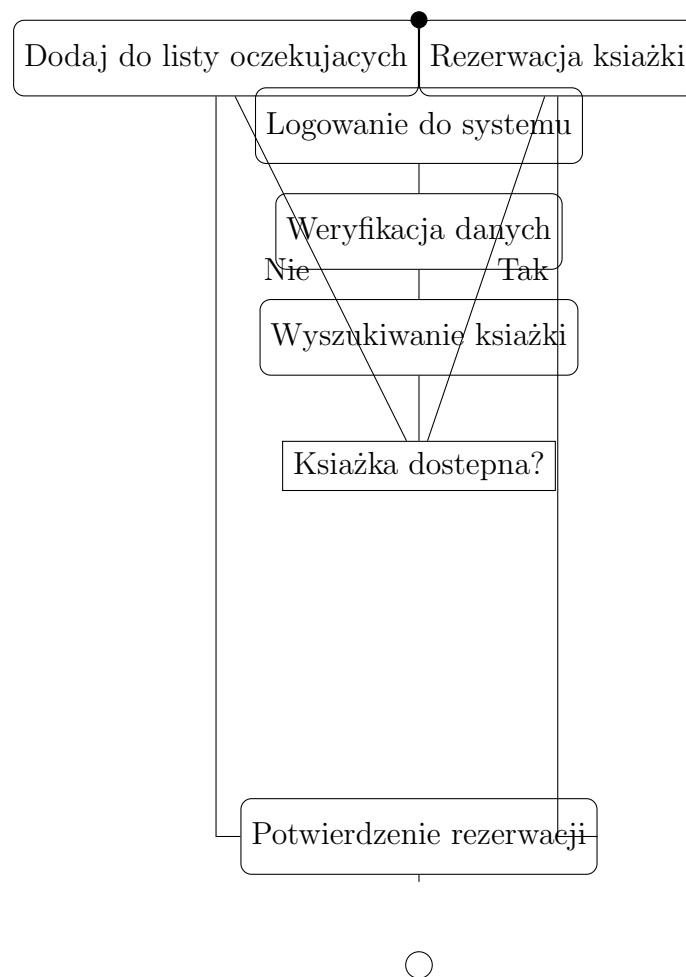 Dodaj do listy oczekujacych
Rezerwacja ksiażki
Logowanie do systemu
Weryfikacja danych
Nie
Tak
Wyszukiwanie ksiażki
Ksiażka dostepna?
Potwierdzenie rezerwacji